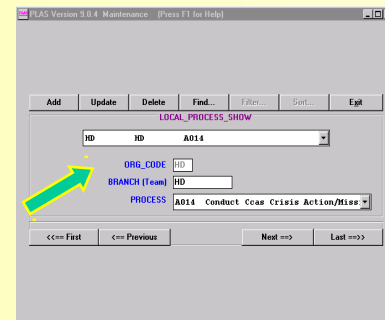 PLAS Version 9.0.4 Maintenance (Press F1 for Help)
Add Update Delete Find... Filter... Sort... Exit
LOCAL_PROCESS_SHOW
HD HD A014
ORG_CODE HD
BRANCH (Team) HD
PROCESS A014 Conduct Ccas Crisis Action/Miss
<<== First <== Previous Next ==> Last ==>>